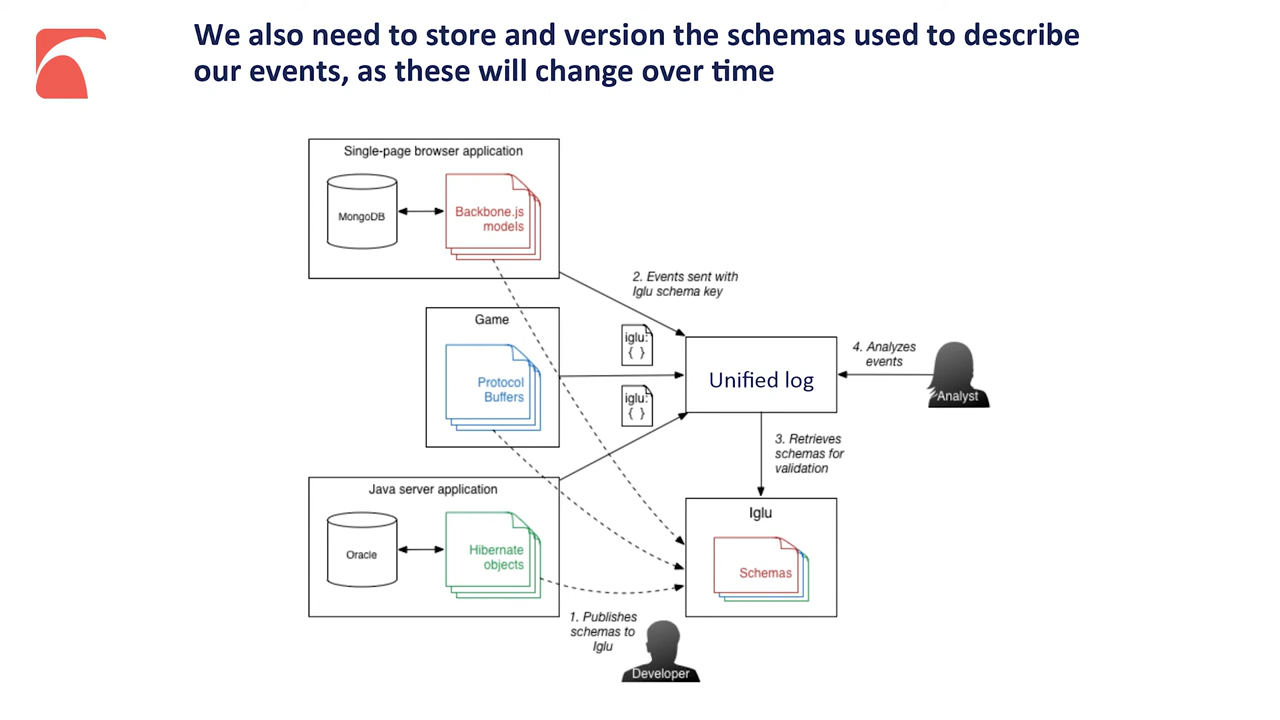 We also need to store and version the schemas used to describe
our events, as these will change over time
Single-page browser application
MongoDB
Backbone.js
models
2. Events sent with
Iglu schema key
Game
Protocol
Buffers
iglu:
{ }
iglu:
{ }
Unified log
4. Analyzes
events
Analyst
3. Retrieves
schemas for
validation
Java server application
Oracle
Hibernate
objects
Iglu
Schemas
1. Publishes
schemas to
Iglu
Developer